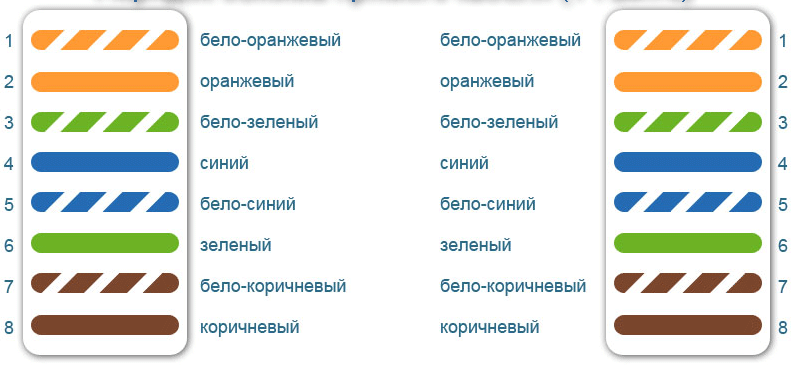 1 бело-оранжевый бело-оранжевый 1
2 оранжевый оранжевый 2
3 бело-зеленый бело-зеленый 3
4 синий синий 4
5 бело-синий бело-синий 5
6 зеленый зеленый 6
7 бело-коричневый бело-коричневый 7
8 коричневый коричневый 8